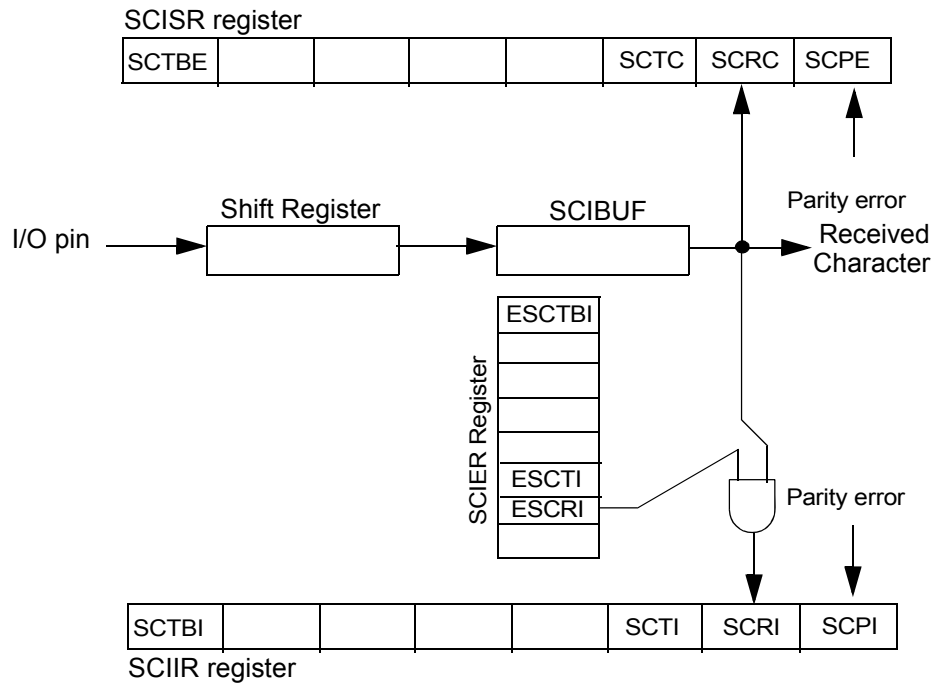 SCISR register
SCTBE SCTC SCRC SCPE
Parity error
Shift Register SCIBUF
I/O pin
Received
Character
ESCTBI
SCIER Register
ESCTI
ESCRI
Parity error
SCTBI SCTI SCRI SCPI
SCIIR register